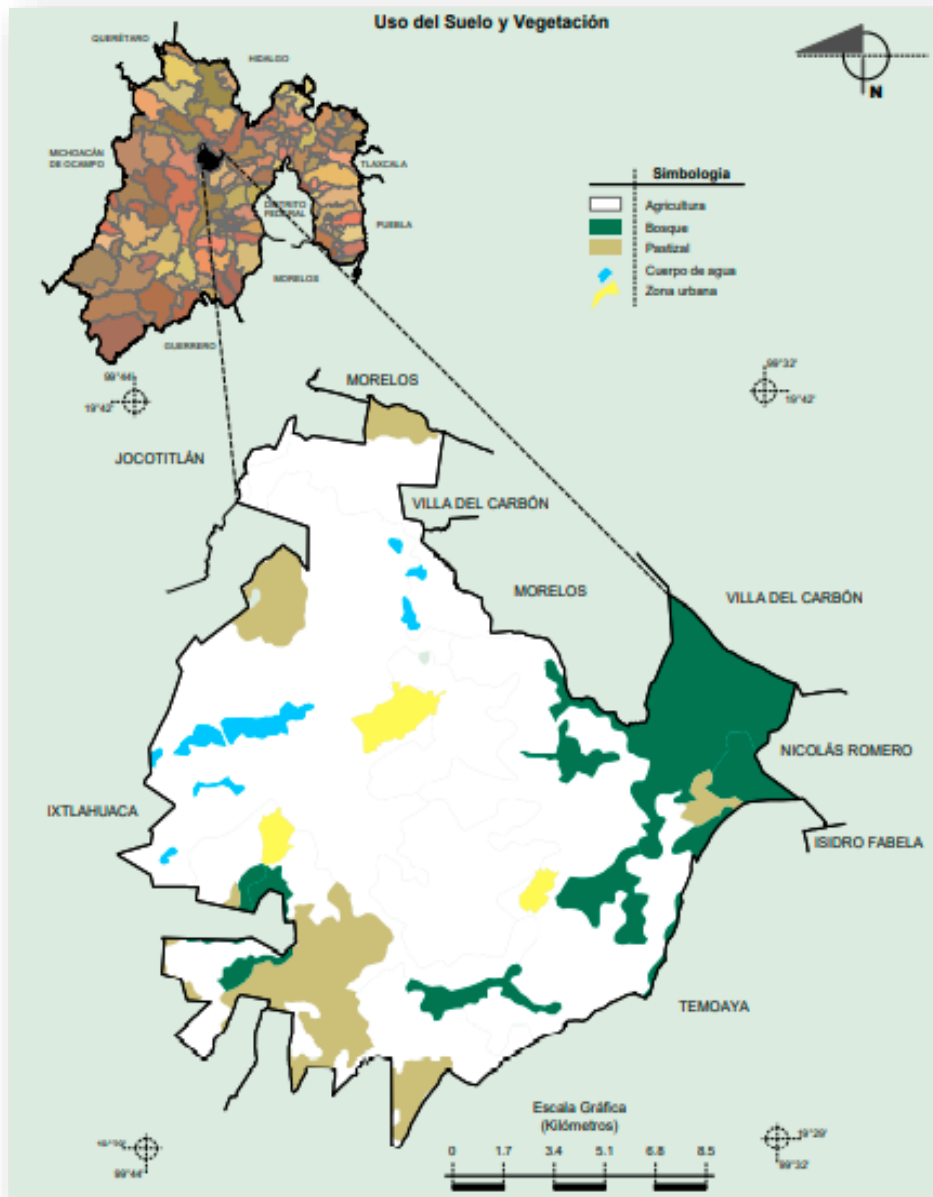 Uso del Suelo y Vegetación
QUERÉTARO
HIDALGO
N
MICHOACÁN
DE OCAMPO
TLAXCALA
DISTRITO
FEDERAL
PUEBLA
MORELOS
GUERRERO
Simbología
Agricultura
Bosque
Pastizal
Cuerpo de agua
Zona urbana
99°44'
19°42'
99°32'
19°42'
MORELOS
JOCOTITLÁN
VILLA DEL CARBÓN
MORELOS
VILLA DEL CARBÓN
NICOLÁS ROMERO
IXTLAHUACA
ISIDRO FABELA
TEMOAYA
Escala Gráfica
(Kilómetros)
0 1.7 3.4 5.1 6.8 8.5
99°44'
19°29'
99°32'